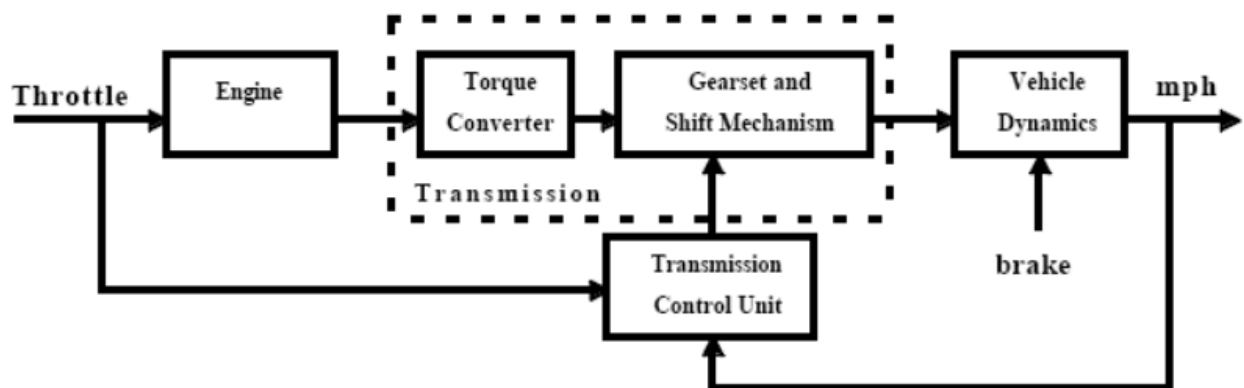 Throttle
Engine
Torque
Converter
Gearset and
Shift Mechanism
Vehicle
Dynamics
mph
Transmission
Transmission
Control Unit
brake